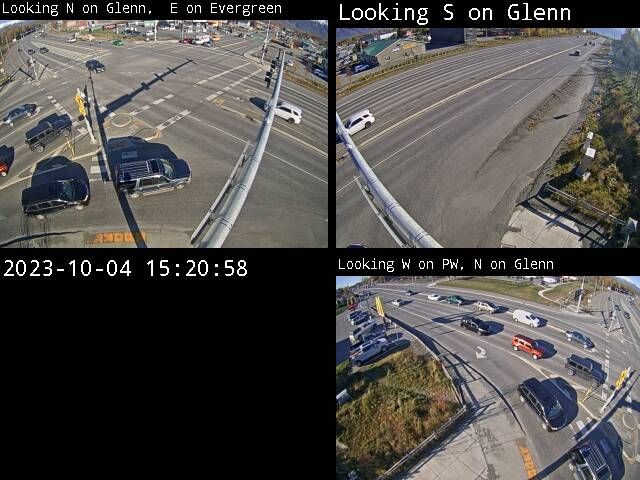 Looking N on Glenn,  E on Evergreen
Looking S on Glenn
2023-10-04 15:20:58
Looking W on PW, N on Glenn